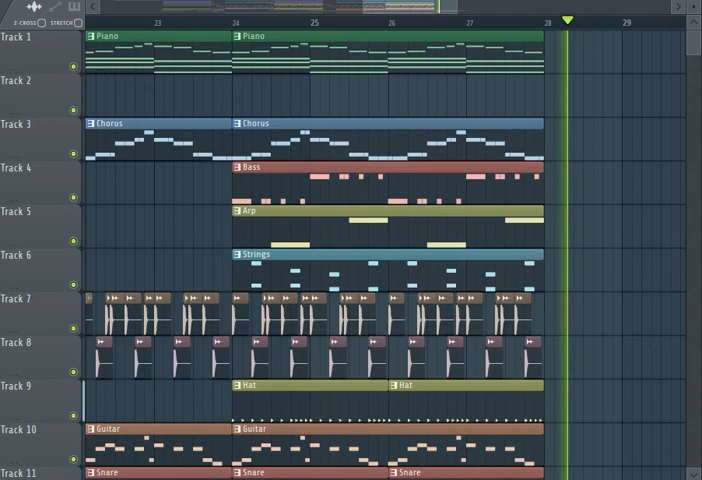 Z-CROSS STRETCH
23 24 25 26 27 28 29
Track 1 Piano Piano
Track 2
Track 3 Chorus Chorus
Track 4 Bass
Track 5 Arp
Track 6 Strings
Track 7
Track 8
Track 9 Hat Hat
Track 10 Guitar Guitar
Track 11 Snare Snare Snare